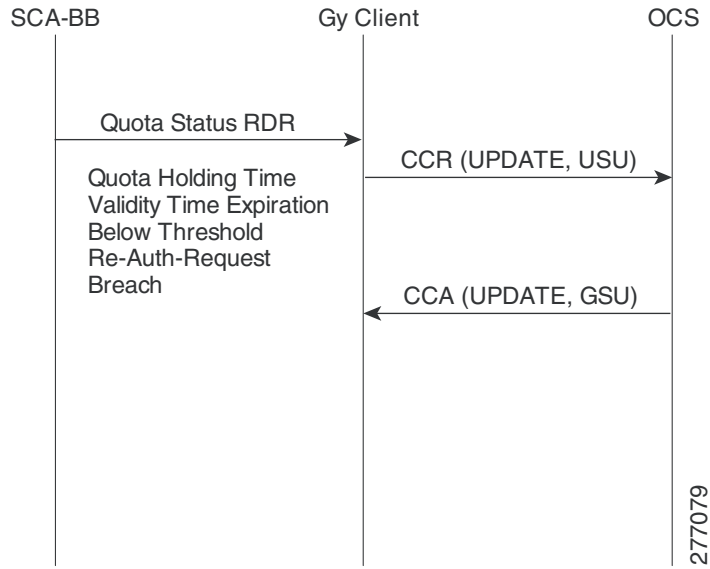 SCA-BB
Gy Client
OCS
Quota Status RDR
CCR (UPDATE, USU)
Quota Holding Time
Validity Time Expiration
Below Threshold
Re-Auth-Request
Breach
CCA (UPDATE, GSU)
277079